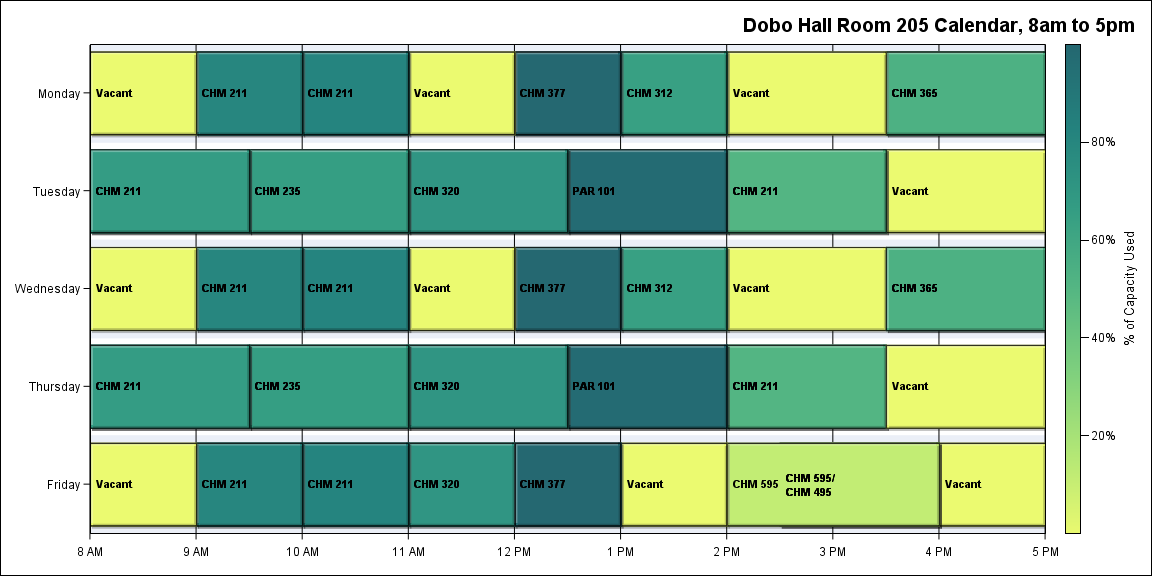 Dobo Hall Room 205 Calendar, 8am to 5pm
Monday
Vacant
CHM 211
CHM 211
Vacant
CHM 377
CHM 312
Vacant
CHM 365
Tuesday
CHM 211
CHM 235
CHM 320
PAR 101
CHM 211
Vacant
Wednesday
Vacant
CHM 211
CHM 211
Vacant
CHM 377
CHM 312
Vacant
CHM 365
Thursday
CHM 211
CHM 235
CHM 320
PAR 101
CHM 211
Vacant
Friday
Vacant
CHM 211
CHM 211
CHM 320
CHM 377
Vacant
CHM 595
CHM 595/
CHM 495
Vacant
8 AM
9 AM
10 AM
11 AM
12 PM
1 PM
2 PM
3 PM
4 PM
5 PM
80%
60%
40%
20%
% of Capacity Used